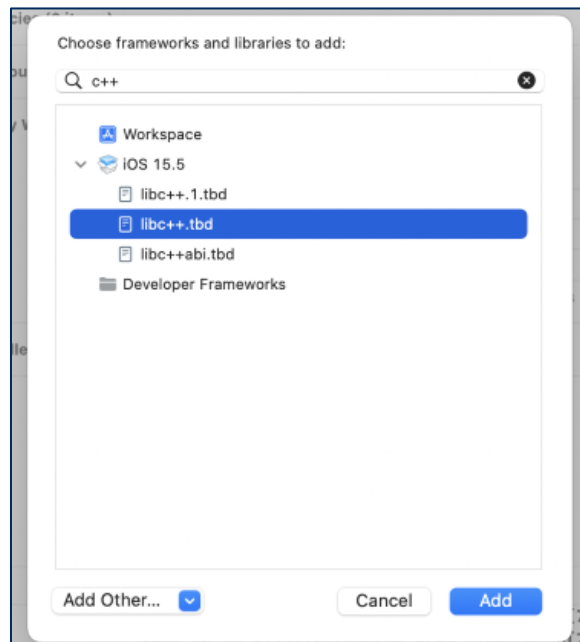 Choose frameworks and libraries to add:
c++
Workspace
iOS 15.5
libc++.1.tbd
libc++.tbd
libc++abi.tbd
Developer Frameworks
Add Other...
Cancel
Add